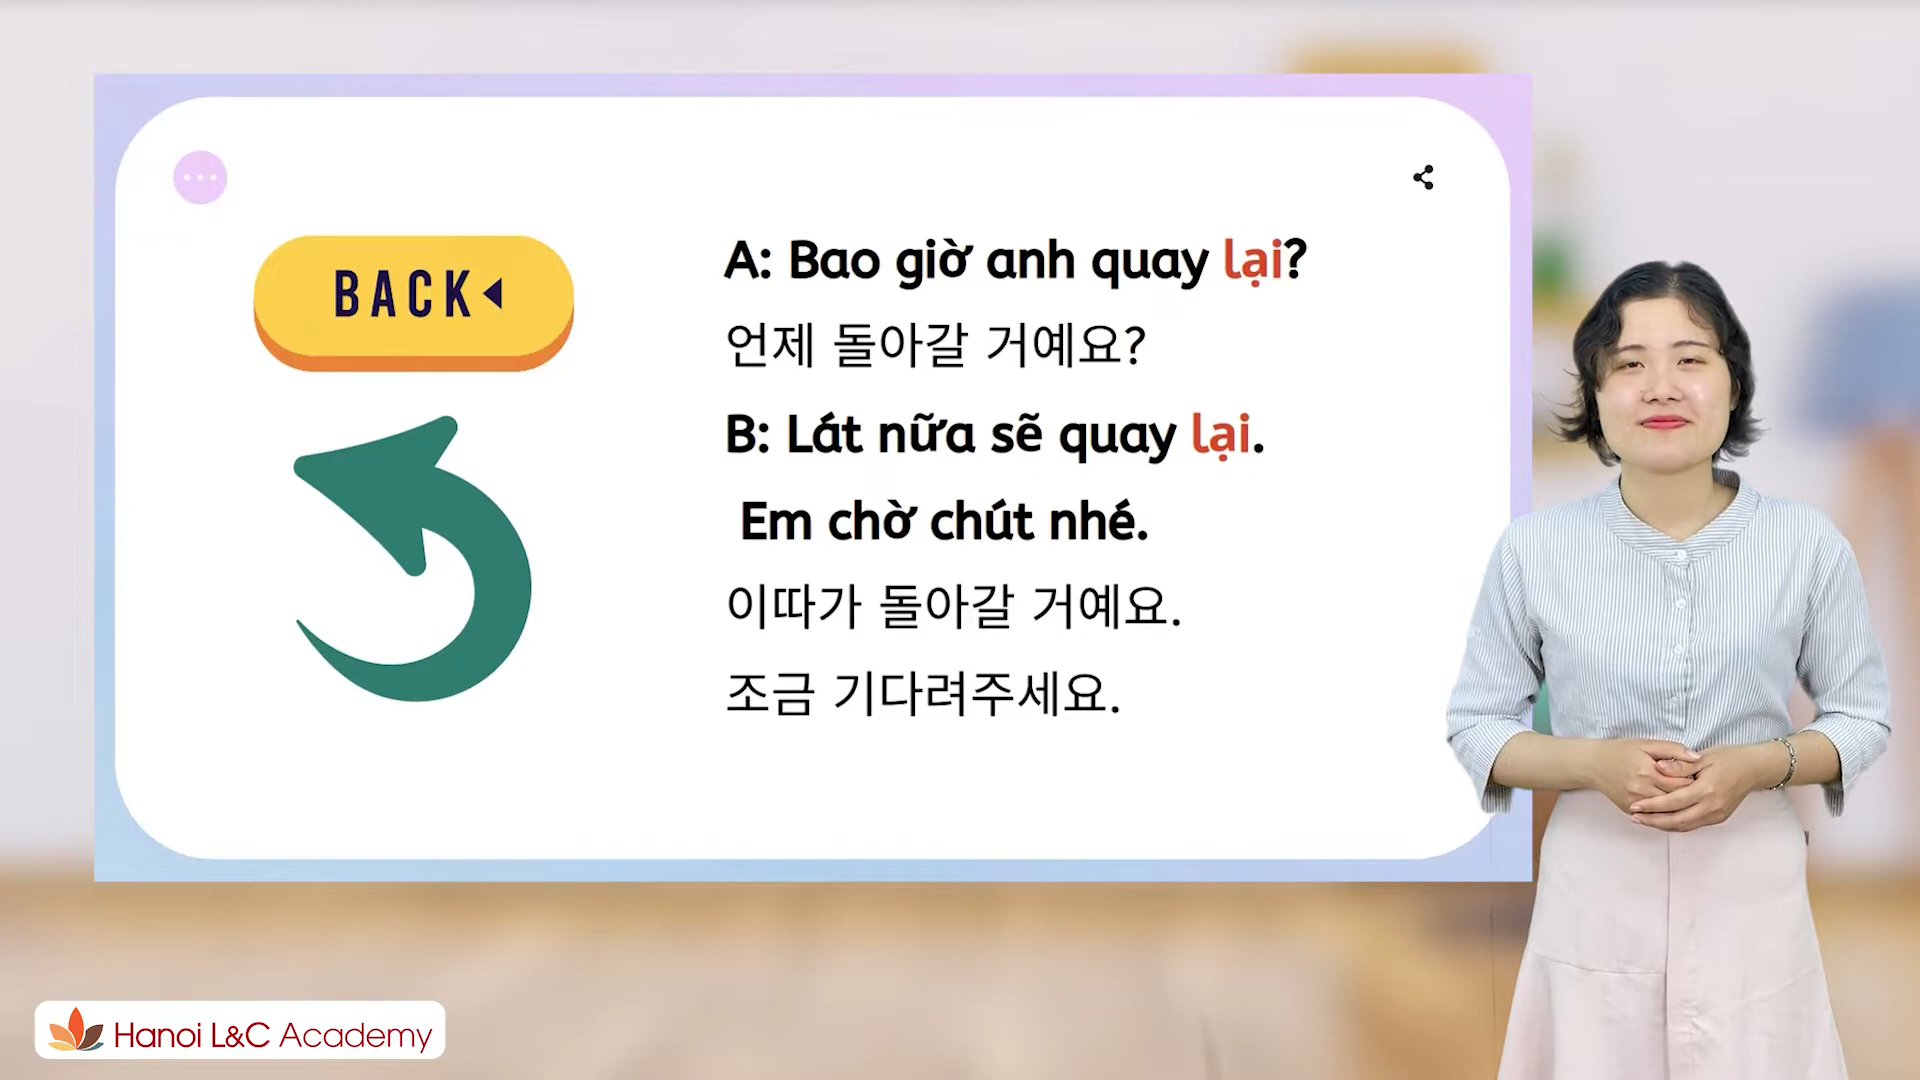 BACK
A: Bao giờ anh quay lại?
언제 돌아갈 거예요?
B: Lát nữa sẽ quay lại.
Em chờ chút nhé.
이따가 돌아갈 거예요.
조금 기다려주세요.
Hanoi L&C Academy